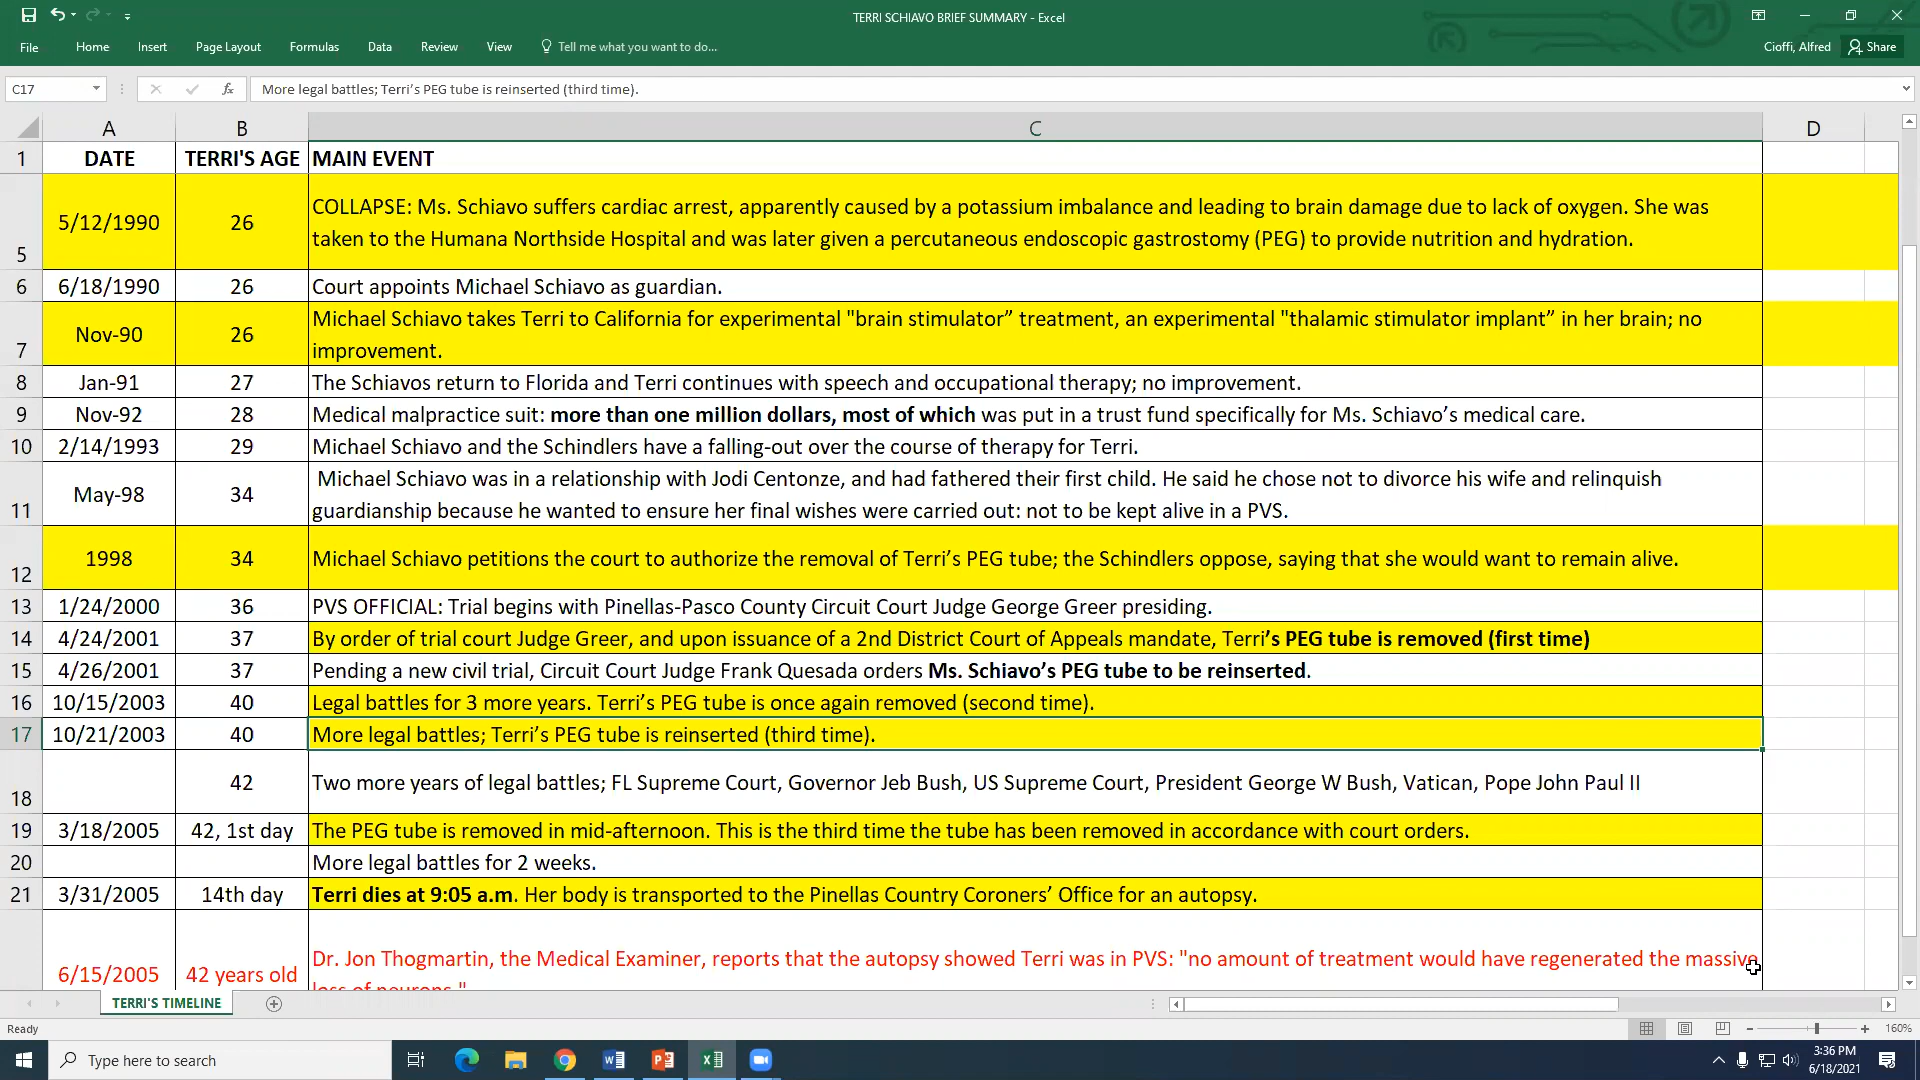 TERRI SCHIAVO BRIEF SUMMARY - Excel
File Home Insert Page Layout Formulas Data Review View Tell me what you want to do... Cioffi, Alfred Share
C17 fx More legal battles; Terri’s PEG tube is reinserted (third time).
A B C D
1 DATE TERRI'S AGE MAIN EVENT
5 5/12/1990 26 COLLAPSE: Ms. Schiavo suffers cardiac arrest, apparently caused by a potassium imbalance and leading to brain damage due to lack of oxygen. She was
taken to the Humana Northside Hospital and was later given a percutaneous endoscopic gastrostomy (PEG) to provide nutrition and hydration.
6 6/18/1990 26 Court appoints Michael Schiavo as guardian.
7 Nov-90 26 Michael Schiavo takes Terri to California for experimental "brain stimulator” treatment, an experimental "thalamic stimulator implant” in her brain; no
improvement.
8 Jan-91 27 The Schiavos return to Florida and Terri continues with speech and occupational therapy; no improvement.
9 Nov-92 28 Medical malpractice suit: more than one million dollars, most of which was put in a trust fund specifically for Ms. Schiavo’s medical care.
10 2/14/1993 29 Michael Schiavo and the Schindlers have a falling-out over the course of therapy for Terri.
11 May-98 34 Michael Schiavo was in a relationship with Jodi Centonze, and had fathered their first child. He said he chose not to divorce his wife and relinquish
guardianship because he wanted to ensure her final wishes were carried out: not to be kept alive in a PVS.
12 1998 34 Michael Schiavo petitions the court to authorize the removal of Terri’s PEG tube; the Schindlers oppose, saying that she would want to remain alive.
13 1/24/2000 36 PVS OFFICIAL: Trial begins with Pinellas-Pasco County Circuit Court Judge George Greer presiding.
14 4/24/2001 37 By order of trial court Judge Greer, and upon issuance of a 2nd District Court of Appeals mandate, Terri’s PEG tube is removed (first time)
15 4/26/2001 37 Pending a new civil trial, Circuit Court Judge Frank Quesada orders Ms. Schiavo’s PEG tube to be reinserted.
16 10/15/2003 40 Legal battles for 3 more years. Terri’s PEG tube is once again removed (second time).
17 10/21/2003 40 More legal battles; Terri’s PEG tube is reinserted (third time).
18 42 Two more years of legal battles; FL Supreme Court, Governor Jeb Bush, US Supreme Court, President George W Bush, Vatican, Pope John Paul II
19 3/18/2005 42, 1st day The PEG tube is removed in mid-afternoon. This is the third time the tube has been removed in accordance with court orders.
20 More legal battles for 2 weeks.
21 3/31/2005 14th day Terri dies at 9:05 a.m. Her body is transported to the Pinellas Country Coroners’ Office for an autopsy.
6/15/2005 42 years old Dr. Jon Thogmartin, the Medical Examiner, reports that the autopsy showed Terri was in PVS: "no amount of treatment would have regenerated the massive
loss of neurons."
TERRI'S TIMELINE
Ready 160%
Type here to search
3:36 PM
6/18/2021